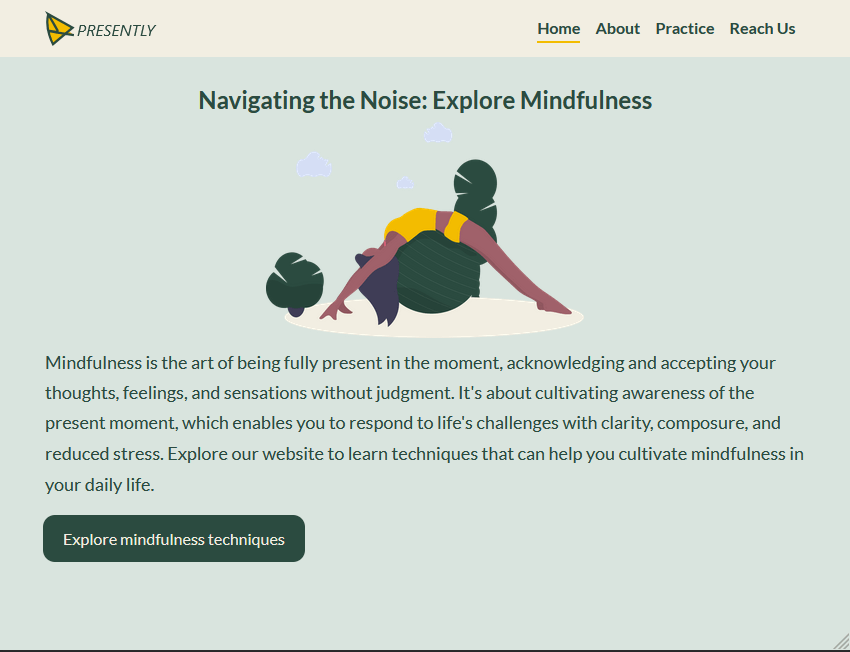 PRESENTLY
Home About Practice Reach Us
Navigating the Noise: Explore Mindfulness
Mindfulness is the art of being fully present in the moment, acknowledging and accepting your
thoughts, feelings, and sensations without judgment. It's about cultivating awareness of the
present moment, which enables you to respond to life's challenges with clarity, composure, and
reduced stress. Explore our website to learn techniques that can help you cultivate mindfulness in
your daily life.
Explore mindfulness techniques